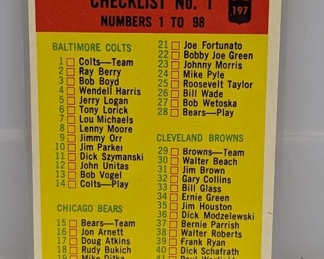 CHECKLIST No. 1
197
NUMBERS 1 TO 98
BALTIMORE COLTS
1 Colts—Team
2 Ray Berry
3 Bob Boyd
4 Wendell Harris
5 Jerry Logan
6 Tony Lorick
7 Lou Michaels
8 Lenny Moore
9 Jimmy Orr
10 Jim Parker
11 Dick Szymanski
12 John Unitas
13 Bob Vogel
14 Colts—Play
CHICAGO BEARS
15 Bears—Team
16 Jon Arnett
17 Doug Atkins
18 Rudy Bukich
19 Mike Ditka
21 Joe Fortunato
22 Bobby Joe Green
23 Johnny Morris
24 Mike Pyle
25 Roosevelt Taylor
26 Bill Wade
27 Bob Wetoska
28 Bears—Play
CLEVELAND BROWNS
29 Browns—Team
30 Walter Beach
31 Jim Brown
32 Gary Collins
33 Bill Glass
34 Ernie Green
35 Jim Houston
36 Dick Modzelewski
37 Bernie Parrish
38 Walter Roberts
39 Frank Ryan
40 Dick Schafrath